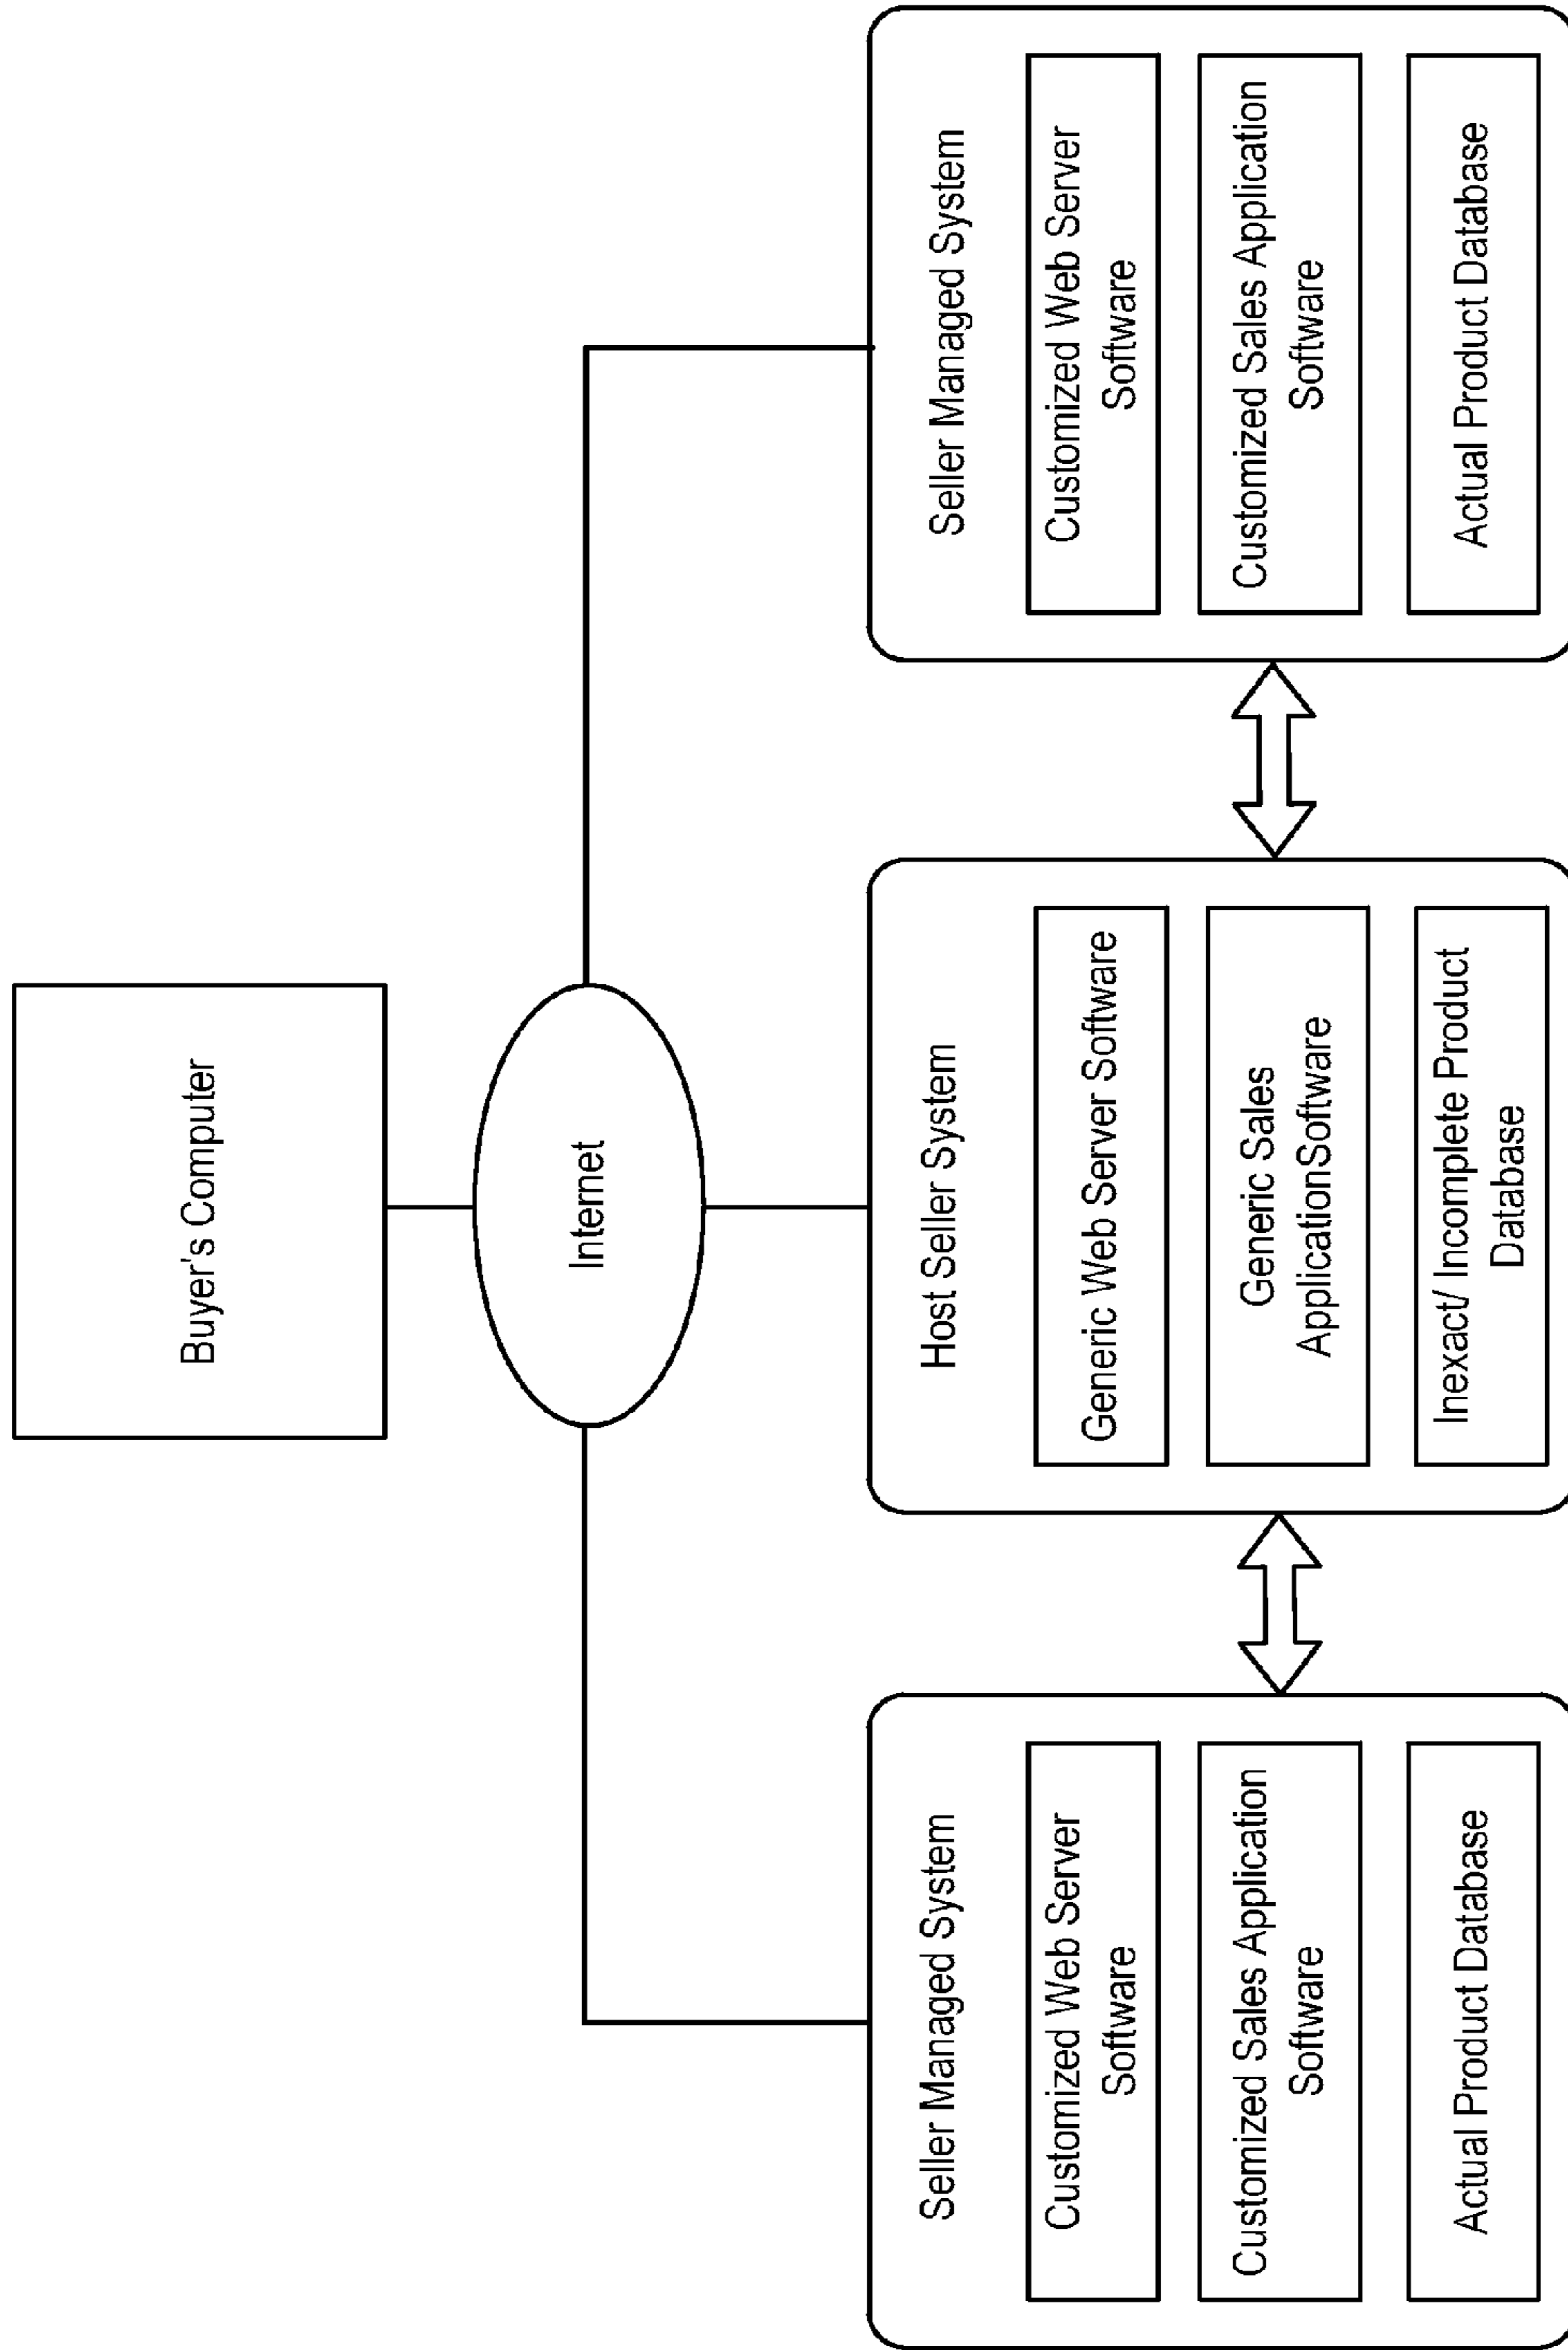 Buyer's Computer
Internet
Seller Managed System
Customized Web Server
Software
Customized Sales Application
Software
Actual Product Database
Host Seller System
Generic Web Server Software
Generic Sales
ApplicationSoftware
Inexact/ Incomplete Product
Database
Seller Managed System
Customized Web Server
Software
Customized Sales Application
Software
Actual Product Database